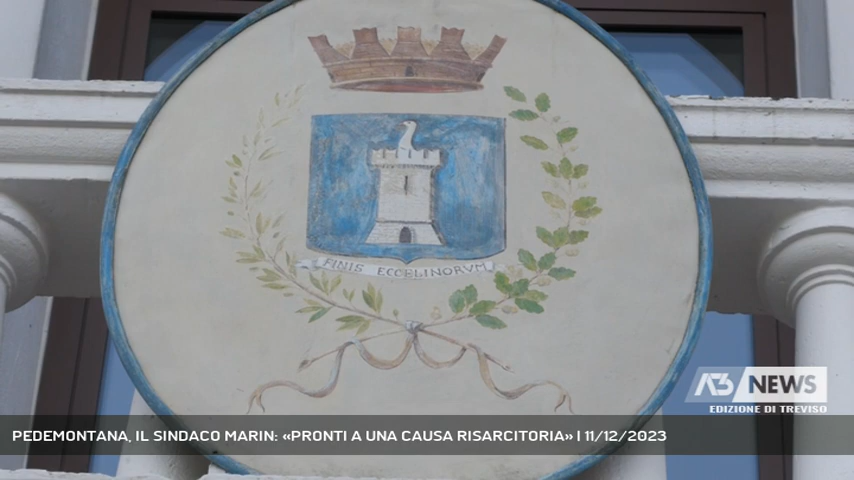 FINIS ECCELINORVM
A3 NEWS
EDIZIONE DI TREVISO
PEDEMONTANA, IL SINDACO MARIN: «PRONTI A UNA CAUSA RISARCITORIA» | 11/12/2023